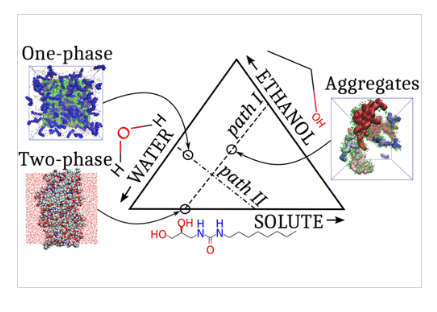 One-phase
ETHANOL
Aggregates
path I
H
O
H
WATER
OH
Two-phase
path II
SOLUTE
OH H H
HO N N
O